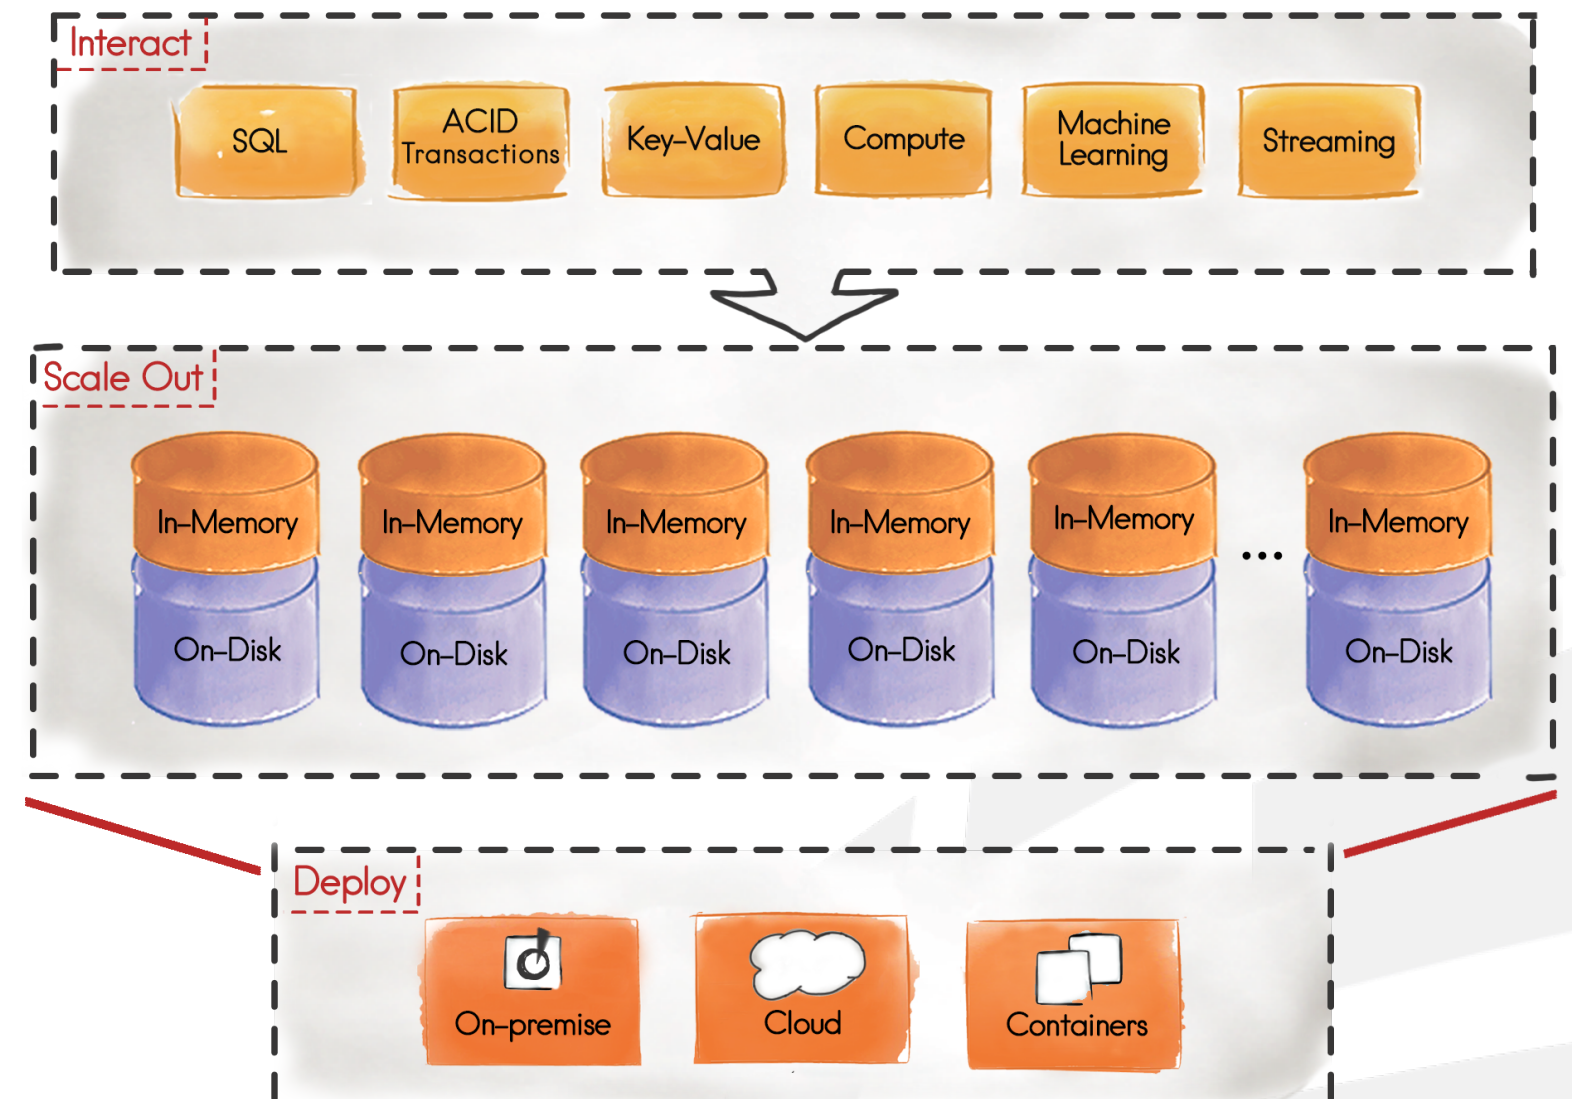 Interact
SQL
ACID
Transactions
Key-Value
Compute
Machine
Learning
Streaming
Scale Out
In-Memory
In-Memory
In-Memory
In-Memory
In-Memory
In-Memory
...
On-Disk
On-Disk
On-Disk
On-Disk
On-Disk
On-Disk
Deploy
On-premise
Cloud
Containers